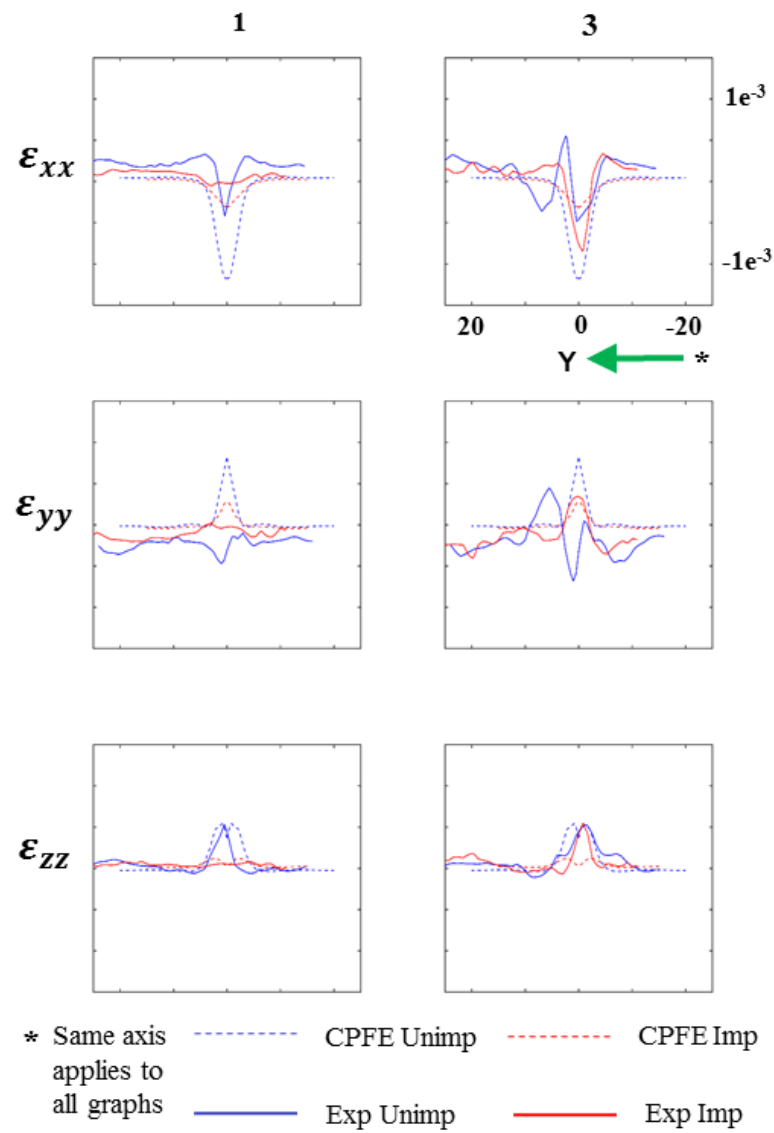 1 3
εxx
1e-3
-1e-3
20 0 -20
Y *
εyy
εzz
* Same axis applies to all graphs
CPFE Unimp CPFE Imp
Exp Unimp Exp Imp